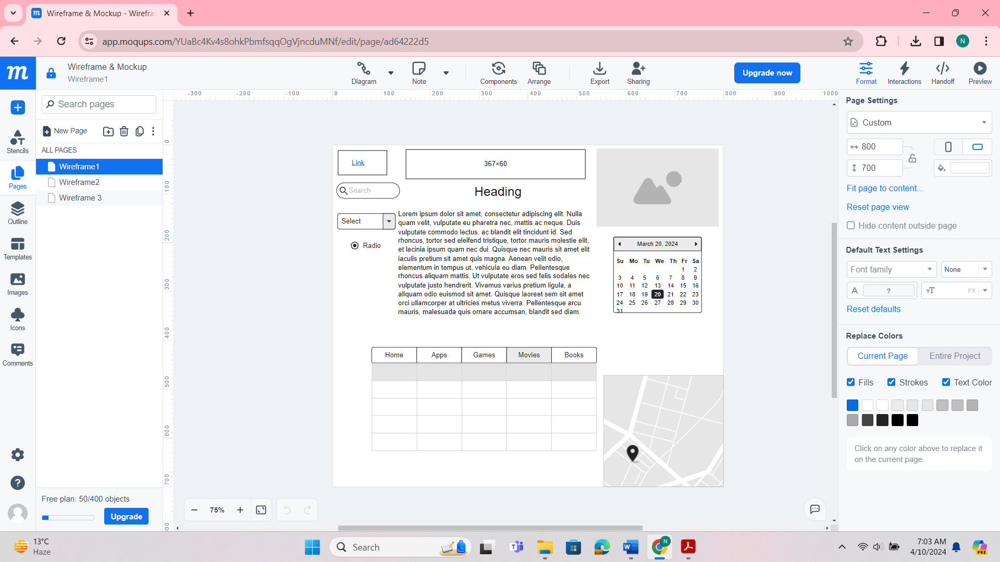 Wireframe & Mockup - Wirefra
app.moqups.com/YUaBc4Kv4s8ohkPbmfsqqOgVjncduMNf/edit/page/ad64222d5
N
m
Wireframe & Mockup
Wireframe1
Diagram
Note
Components
Arrange
Export
Sharing
Upgrade now
Format
Interactions
Handoff
Preview
Stencils
Pages
Outline
Templates
Images
Icons
Comments
Search pages
New Page
ALL PAGES
Wireframe1
Wireframe2
Wireframe 3
Free plan: 50/400 objects
Upgrade
-300 -200 -100 0 100 200 300 400 500 600 700 800 900 1000
0
100
200
300
400
500
600
700
Link
367×60
Search
Heading
Select
Radio
Lorem ipsum dolor sit amet, consectetur adipiscing elit. Nulla
quam velit, vulputate eu pharetra nec, mattis ac neque. Duis
vulputate commodo lectus, ac blandit elit tincidunt id. Sed
rhoncus, tortor sed eleifend tristique, tortor mauris molestie elit,
et lacinia ipsum quam nec dui. Quisque nec mauris sit amet elit
iaculis pretium sit amet quis magna. Aenean velit odio,
elementum in tempus ut, vehicula eu diam. Pellentesque
rhoncus aliquam mattis. Ut vulputate eros sed felis sodales nec
vulputate justo hendrerit. Vivamus varius pretium ligula, a
aliquam odio euismod sit amet. Quisque laoreet sem sit amet
orci ullamcorper at ultricies metus viverra. Pellentesque arcu
mauris, malesuada quis ornare accumsan, blandit sed diam.
March 20, 2024
Su Mo Tu We Th Fr Sa
1 2
3 4 5 6 7 8 9
10 11 12 13 14 15 16
17 18 19 20 21 22 23
24 25 26 27 28 29 30
31
Home Apps Games Movies Books
75%
Page Settings
Custom
800
700
Fit page to content...
Reset page view
Hide content outside page
Default Text Settings
Font family
None
A ?
TT PX
Reset defaults
Replace Colors
Current Page
Entire Project
Fills Strokes Text Color
Click on any color above to replace it
on the current page
13°C
Haze
Search
N
7:03 AM
4/10/2024
PRE